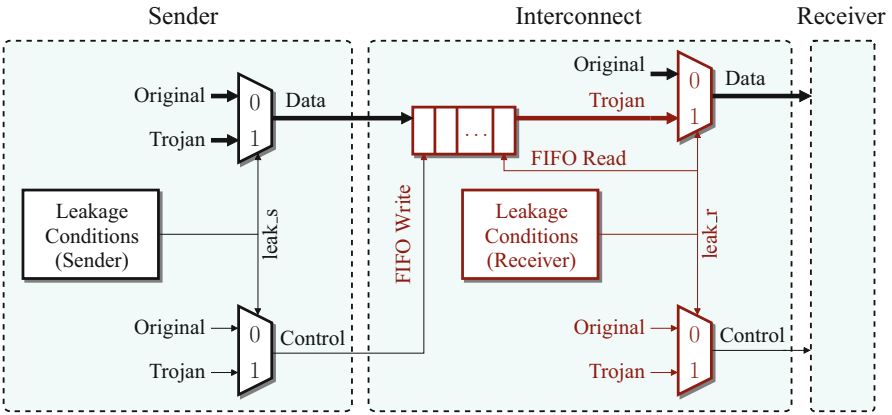 Sender
Interconnect
Receiver
Original
0
Data
Trojan
1
Leakage
Conditions
(Sender)
leak_s
Original
0
Control
Trojan
1
Original
0
Data
Trojan
1
...
FIFO Read
FIFO Write
Leakage
Conditions
(Receiver)
leak_r
Original
0
Control
Trojan
1